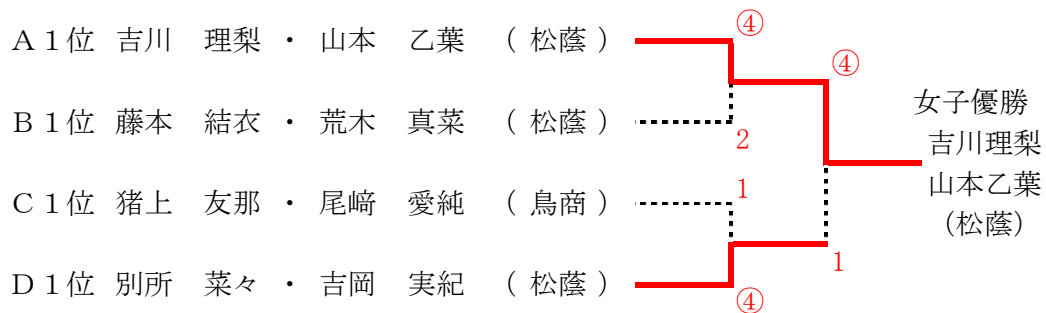 A１位 吉川 理梨 ・ 山本 乙葉 （ 松蔭 ） ④
④
B１位 藤本 結衣 ・ 荒木 真菜 （ 松蔭 ） 2
女子優勝
吉川理梨
山本乙葉
（松蔭）
C１位 猪上 友那 ・ 尾﨑 愛純 （ 鳥商 ） 1
1
D１位 別所 菜々 ・ 吉岡 実紀 （ 松蔭 ） ④